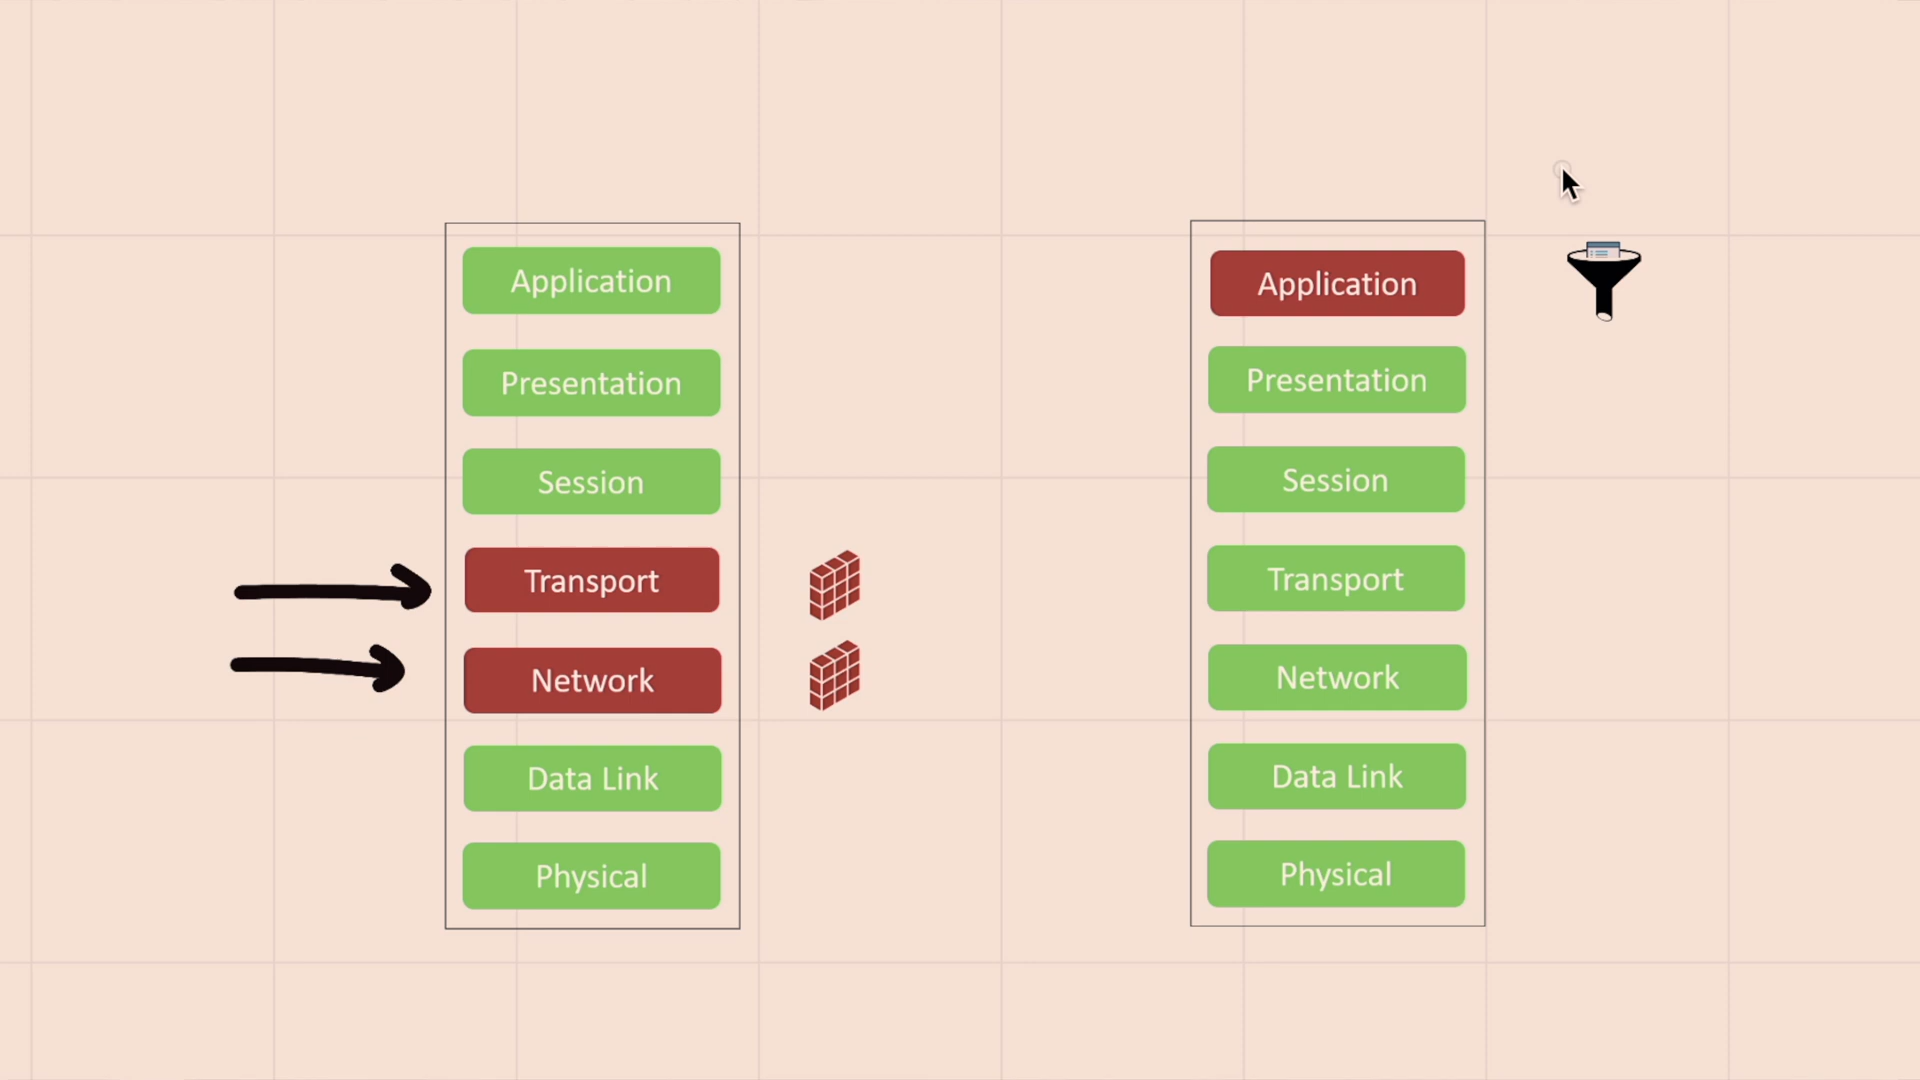 Application
Presentation
Session
Transport
Network
Data Link
Physical
Application
Presentation
Session
Transport
Network
Data Link
Physical